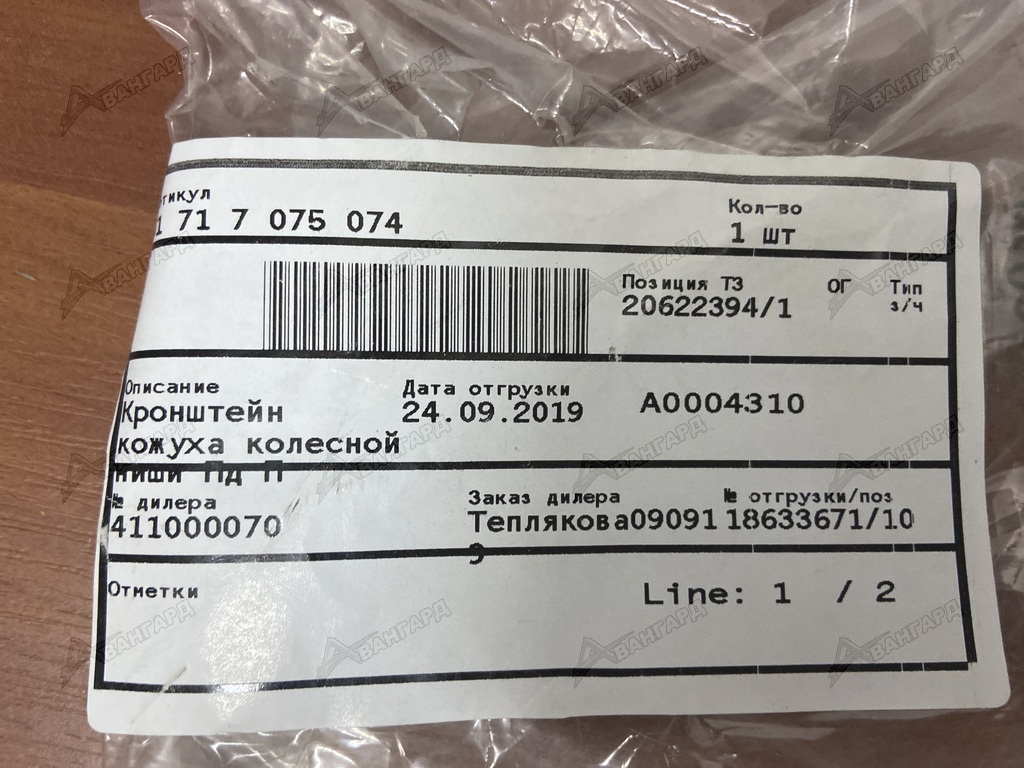 тикул
Кол-во
1 71 7 075 074
1 шт
Позиция ТЗ
ОГ
Тип
20622394/1
з/ч
Описание
Дата отгрузки
Кронштейн
24.09.2019
A0004310
кожуха колесной
ниши Пд П
№ дилера
Заказ дилера
№ отгрузки/поз
411000070
Теплякова09091
18633671/10
9
Отметки
Line: 1 / 2
АВАНГАРД